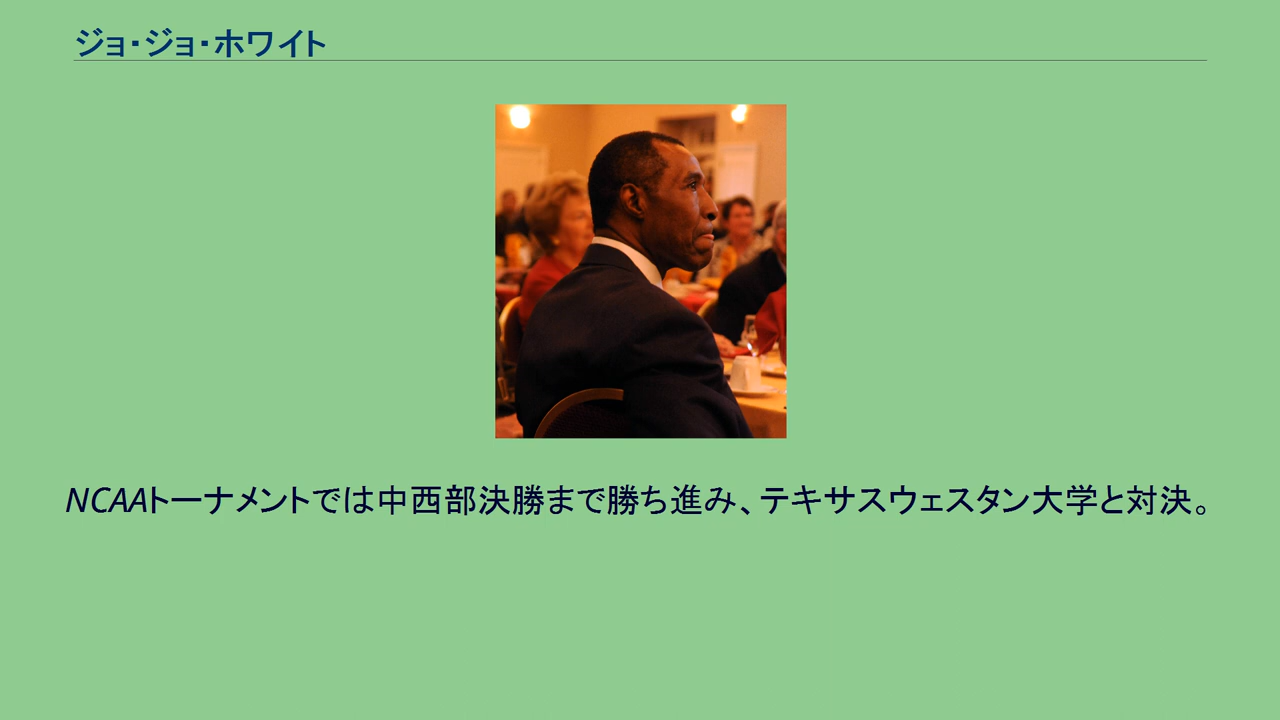 ジョ・ジョ・ホワイト
NCAAトーナメントでは中西部決勝まで勝ち進み、テキサスウェスタン大学と対決。